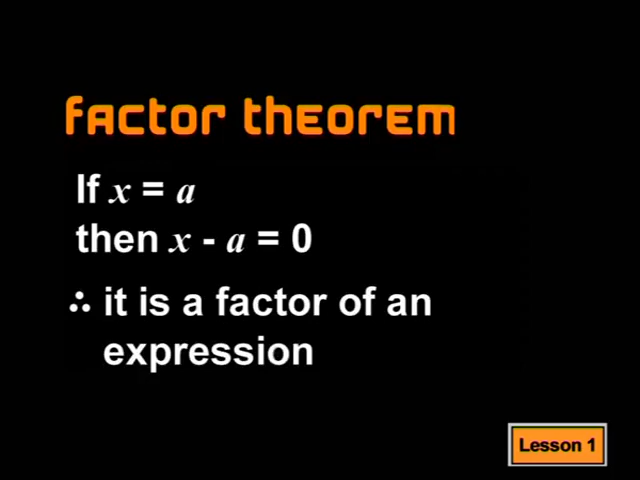 factor theorem
If x = a
then x - a = 0
∴ it is a factor of an
expression
Lesson 1